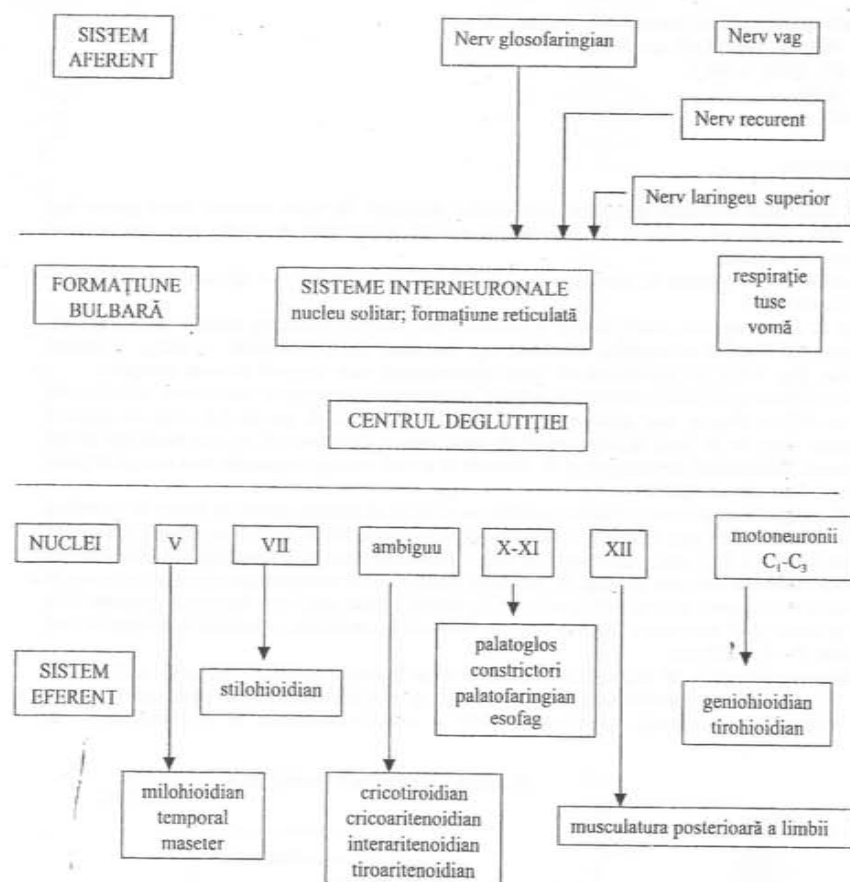 SISTEM
AFERENT
Nerv glosofaringian
Nerv vag
Nerv recurent
Nerv laringeu superior
FORMAȚIUNE
BULBARĂ
SISTEME INTERNEURONALE
nucleu solitar; formațiune reticulată
respirație
tuse
vomă
CENTRUL DEGLUTIȚIEI
NUCLEI
V
VII
ambiguu
X-XI
XII
motoneuronii
C₁-C₃
SISTEM
EFERENT
stilohioidian
palatoglos
constrictori
palatofaringian
esofag
geniohioidian
tirohioidian
milohioidian
temporal
maseter
cricotiroidian
cricoaritenoidian
interaritenoidian
tiroaritenoidian
musculatura posterioară a limbii